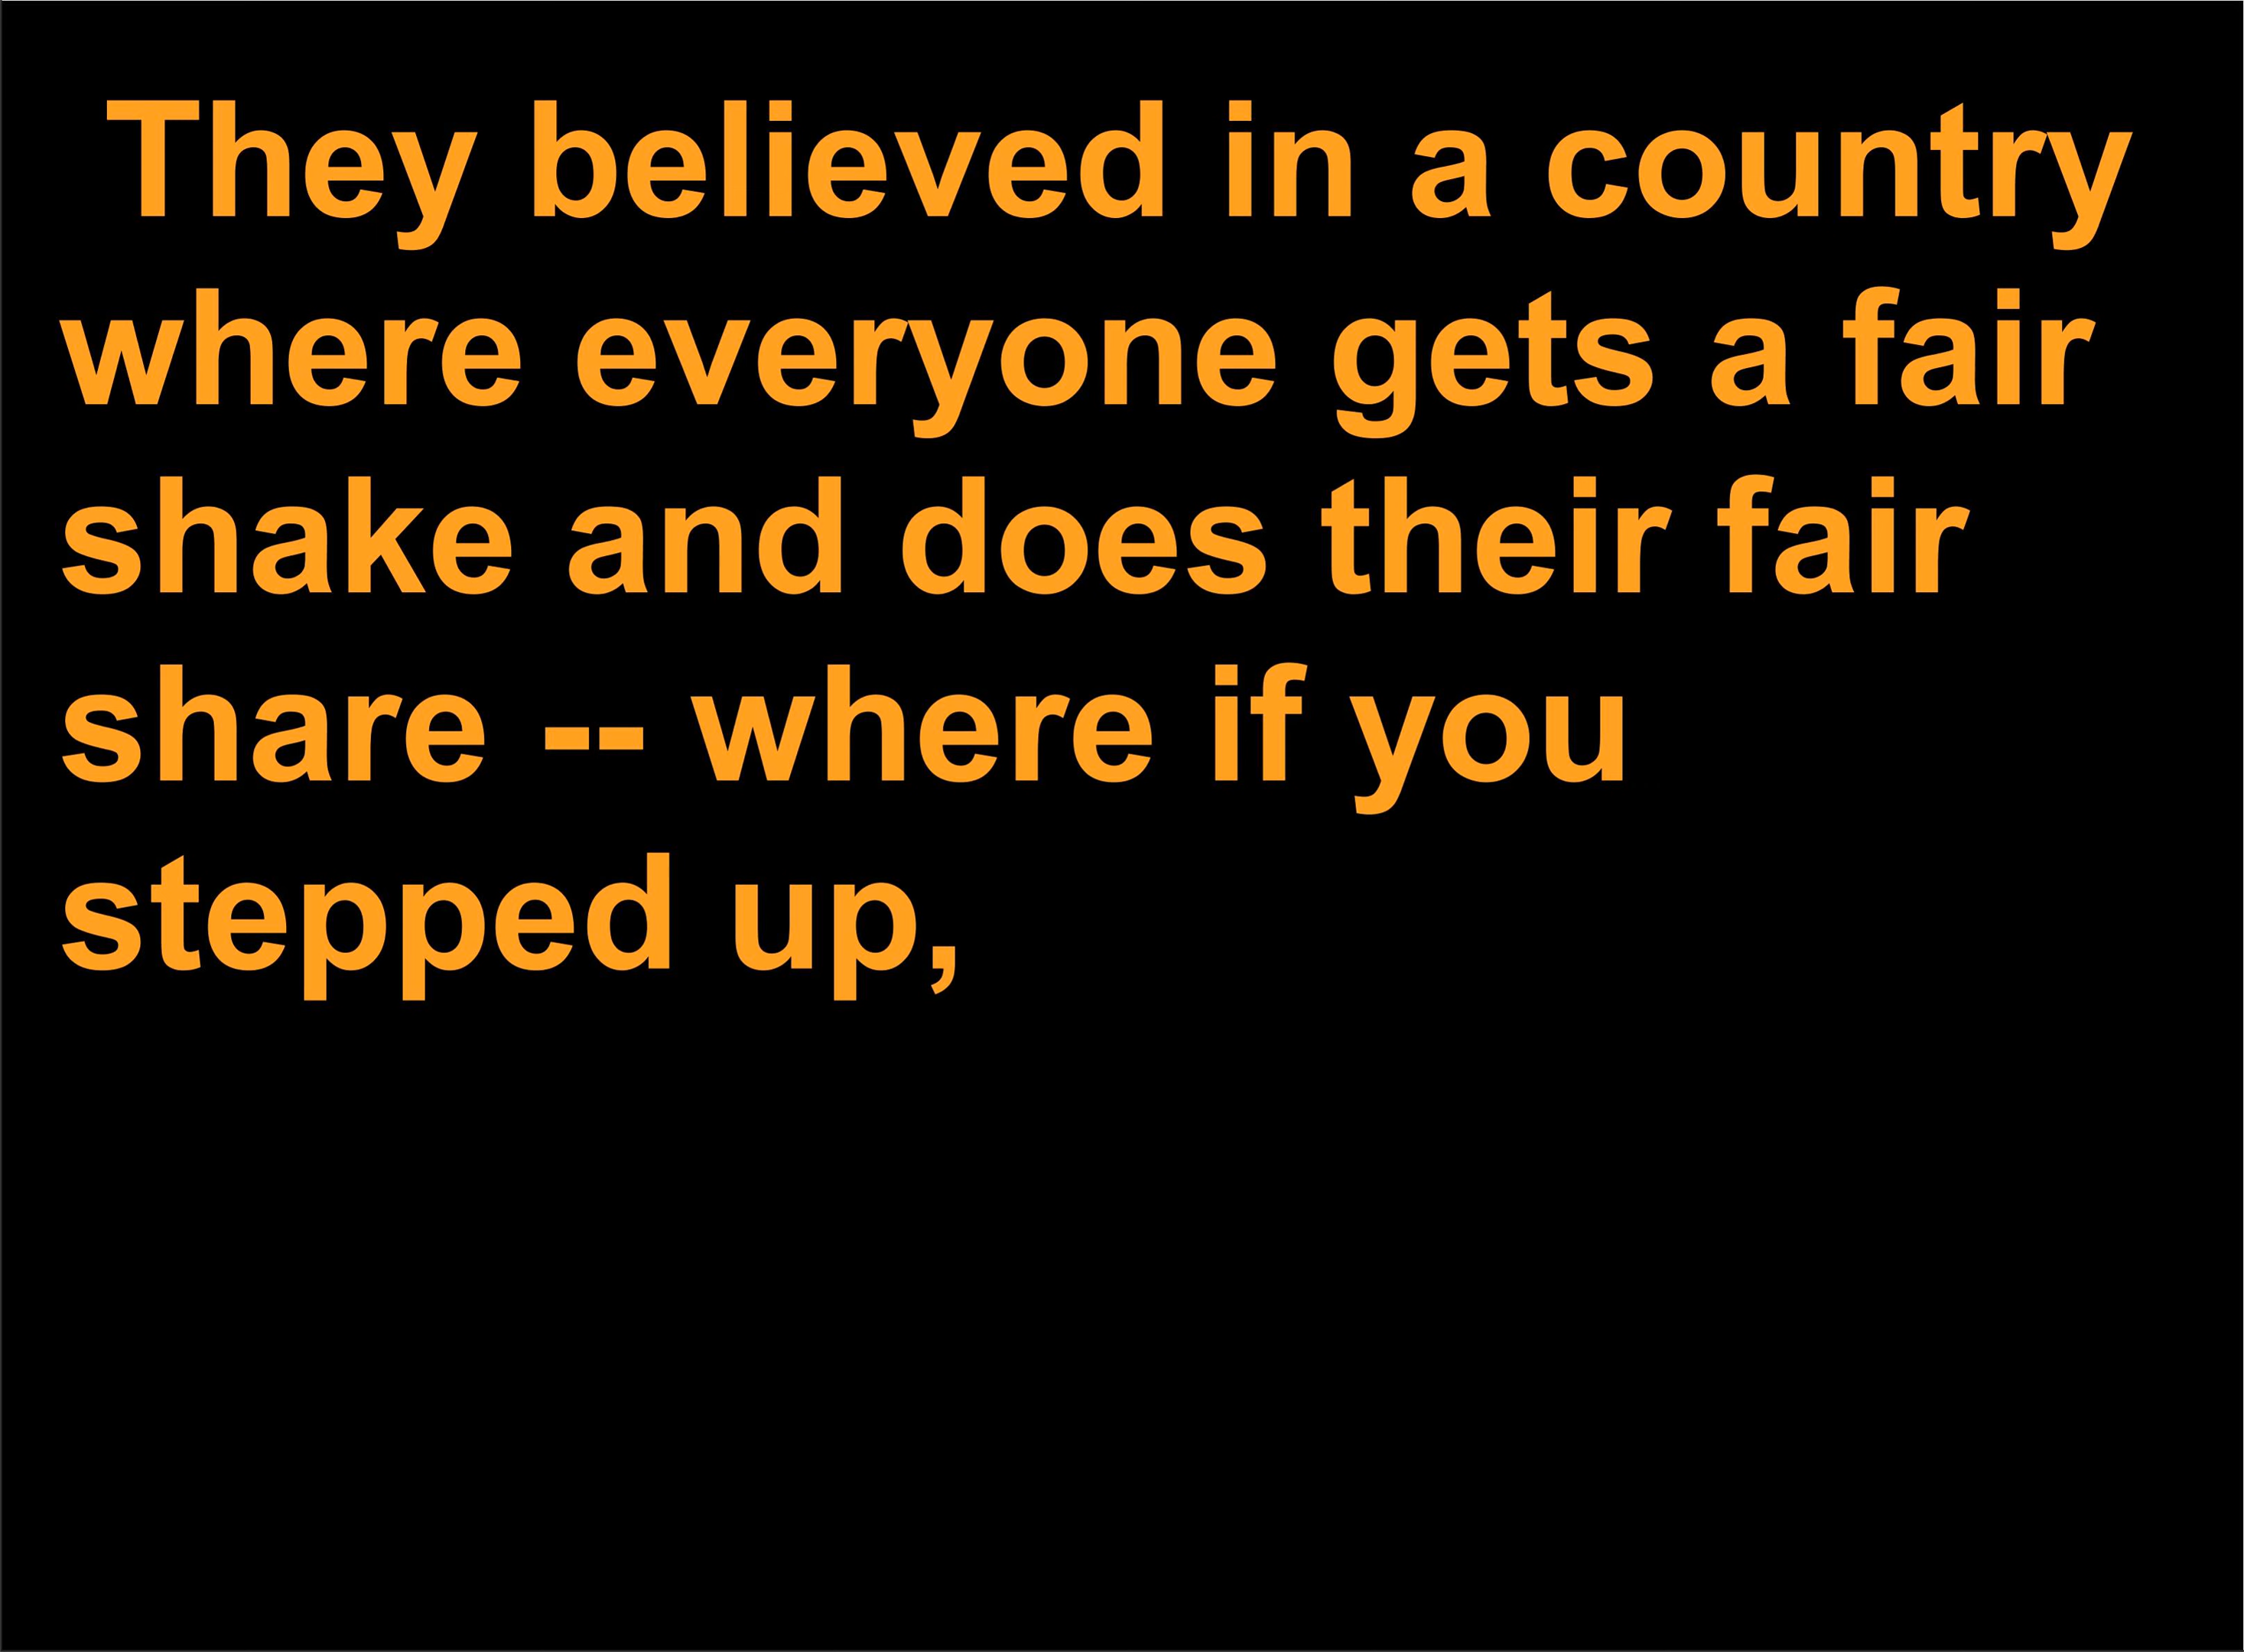 They believed in a country
where everyone gets a fair
shake and does their fair
share -- where if you
stepped up,